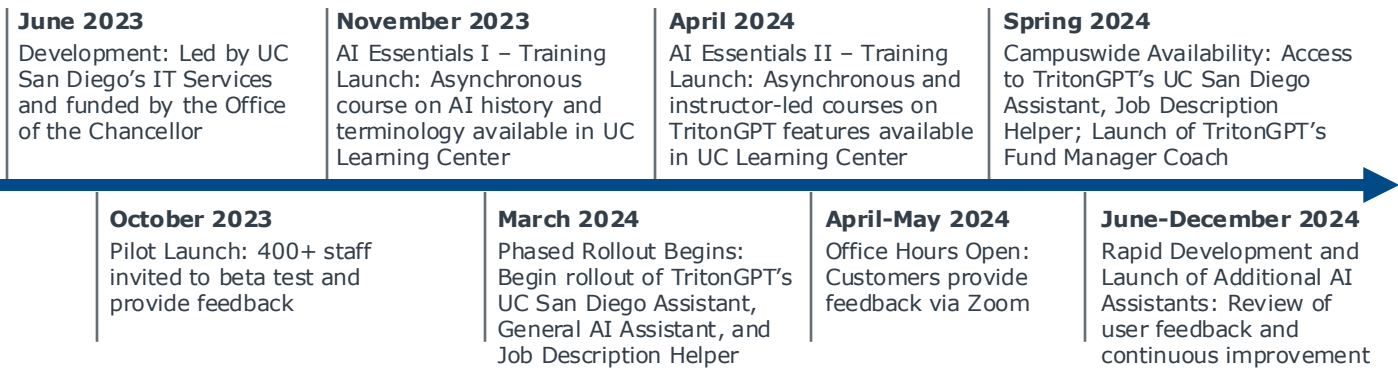 June 2023
Development: Led by UC
San Diego’s IT Services
and funded by the Office
of the Chancellor
October 2023
Pilot Launch: 400+ staff
invited to beta test and
provide feedback
November 2023
AI Essentials I – Training
Launch: Asynchronous
course on AI history and
terminology available in UC
Learning Center
March 2024
Phased Rollout Begins:
Begin rollout of TritonGPT’s
UC San Diego Assistant,
General AI Assistant, and
Job Description Helper
April 2024
AI Essentials II – Training
Launch: Asynchronous and
instructor-led courses on
TritonGPT features available
in UC Learning Center
April-May 2024
Office Hours Open:
Customers provide
feedback via Zoom
Spring 2024
Campuswide Availability: Access
to TritonGPT’s UC San Diego
Assistant, Job Description
Helper; Launch of TritonGPT’s
Fund Manager Coach
June-December 2024
Rapid Development and
Launch of Additional AI
Assistants: Review of
user feedback and
continuous improvement